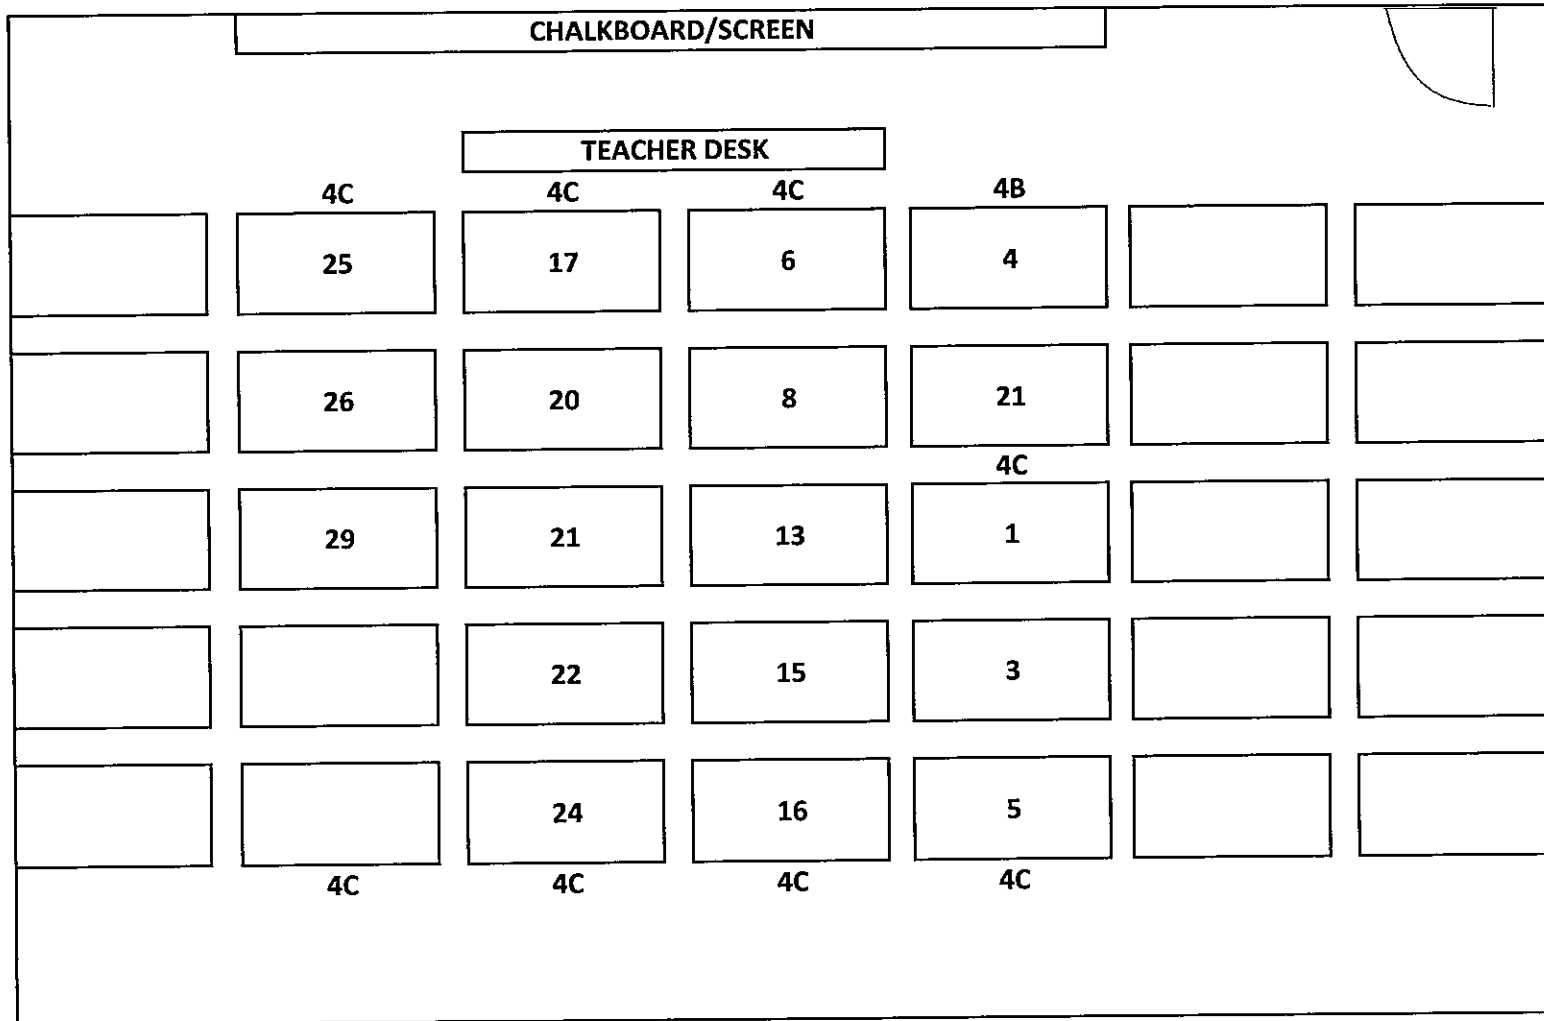 CHALKBOARD/SCREEN
TEACHER DESK
4C 4C 4C 4B
25 17 6 4
26 20 8 21
4C
29 21 13 1
22 15 3
24 16 5
4C 4C 4C 4C